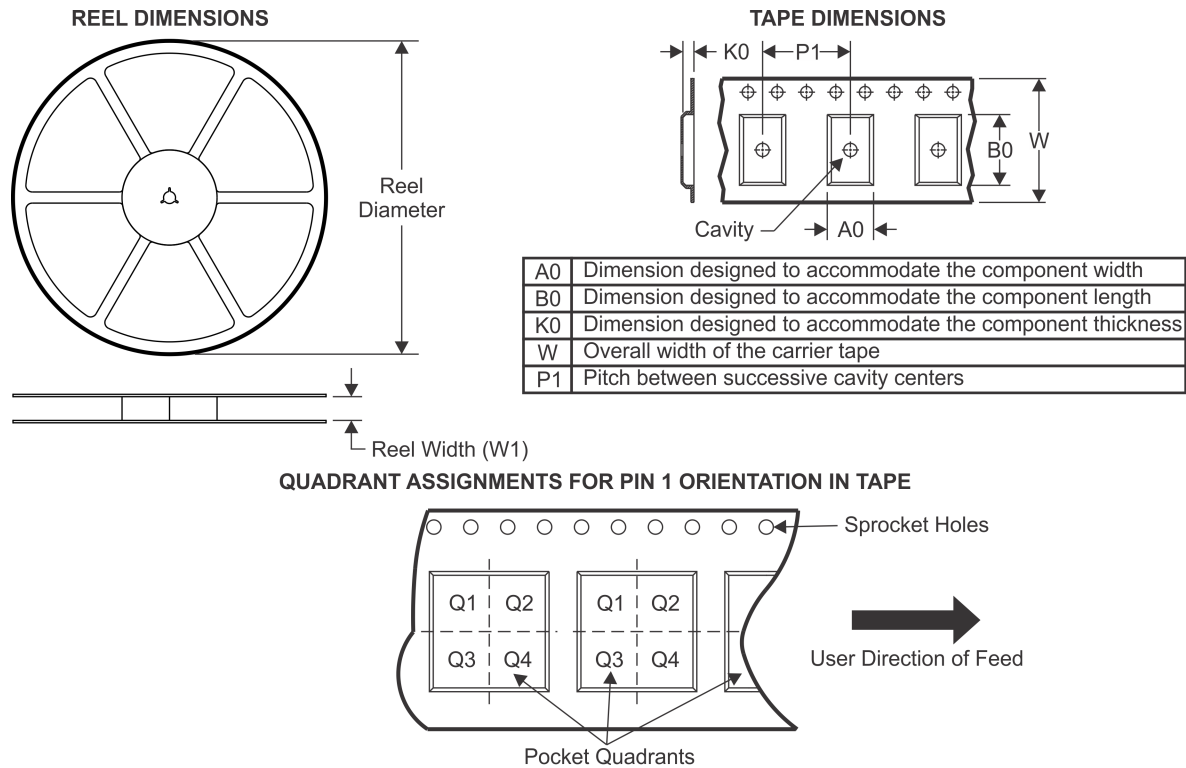 REEL DIMENSIONS
Reel
Diameter
Reel Width (W1)
TAPE DIMENSIONS
K0
P1
B0
W
Cavity
A0
A0 Dimension designed to accommodate the component width
B0 Dimension designed to accommodate the component length
K0 Dimension designed to accommodate the component thickness
W Overall width of the carrier tape
P1 Pitch between successive cavity centers
QUADRANT ASSIGNMENTS FOR PIN 1 ORIENTATION IN TAPE
Sprocket Holes
Q1 Q2 Q1 Q2
Q3 Q4 Q3 Q4
User Direction of Feed
Pocket Quadrants